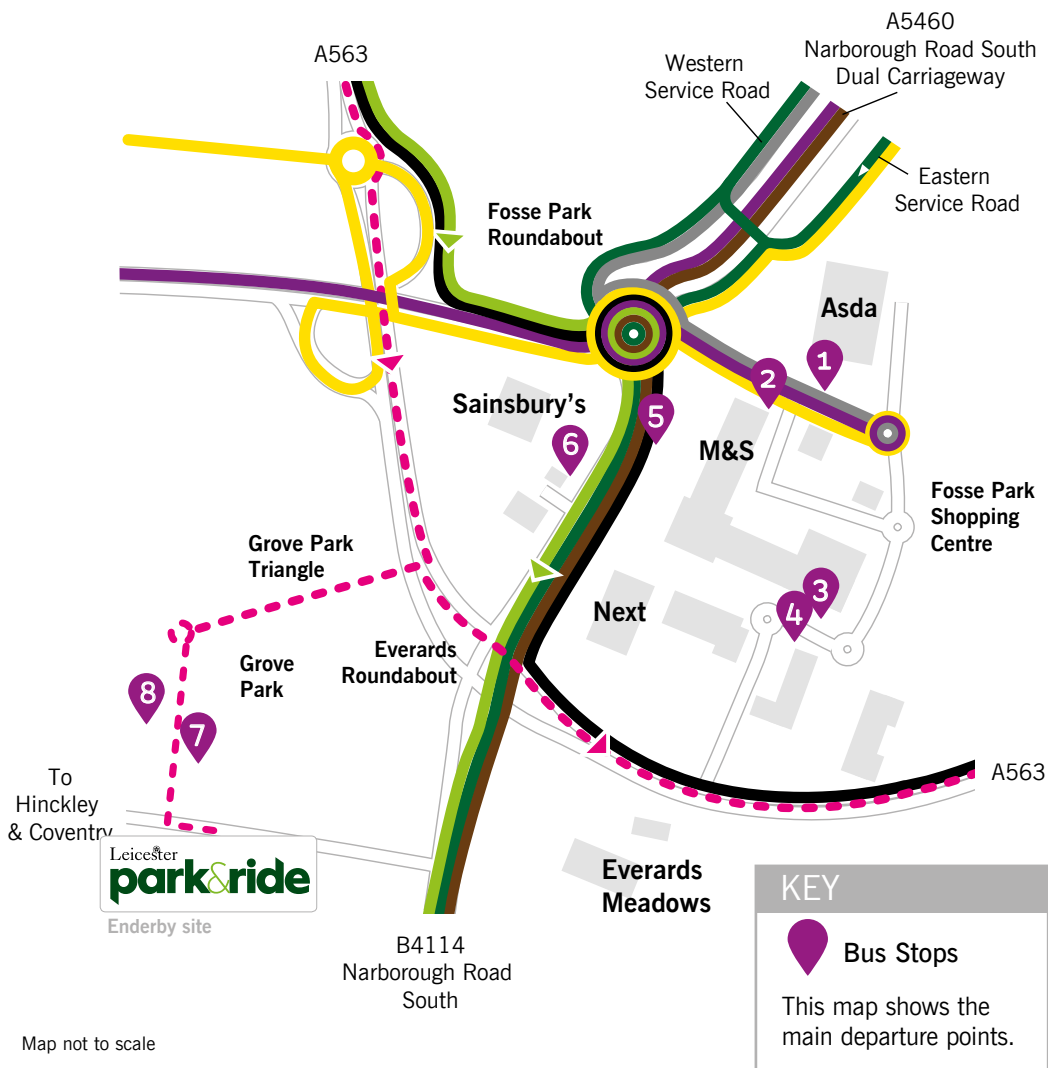 A563
A5460
Narborough Road South
Dual Carriageway
Western
Service Road
Eastern
Service Road
Fosse Park
Roundabout
Asda
1
2
Sainsbury's
5
6
M&S
Fosse Park
Shopping
Centre
Grove Park
Triangle
3
4
Next
Everards
Roundabout
Grove
Park
8
7
To
Hinckley
& Coventry
A563
Leicester
park&ride
Enderby site
Everards
Meadows
B4114
Narborough Road
South
KEY
Bus Stops
This map shows the
main departure points.
Map not to scale